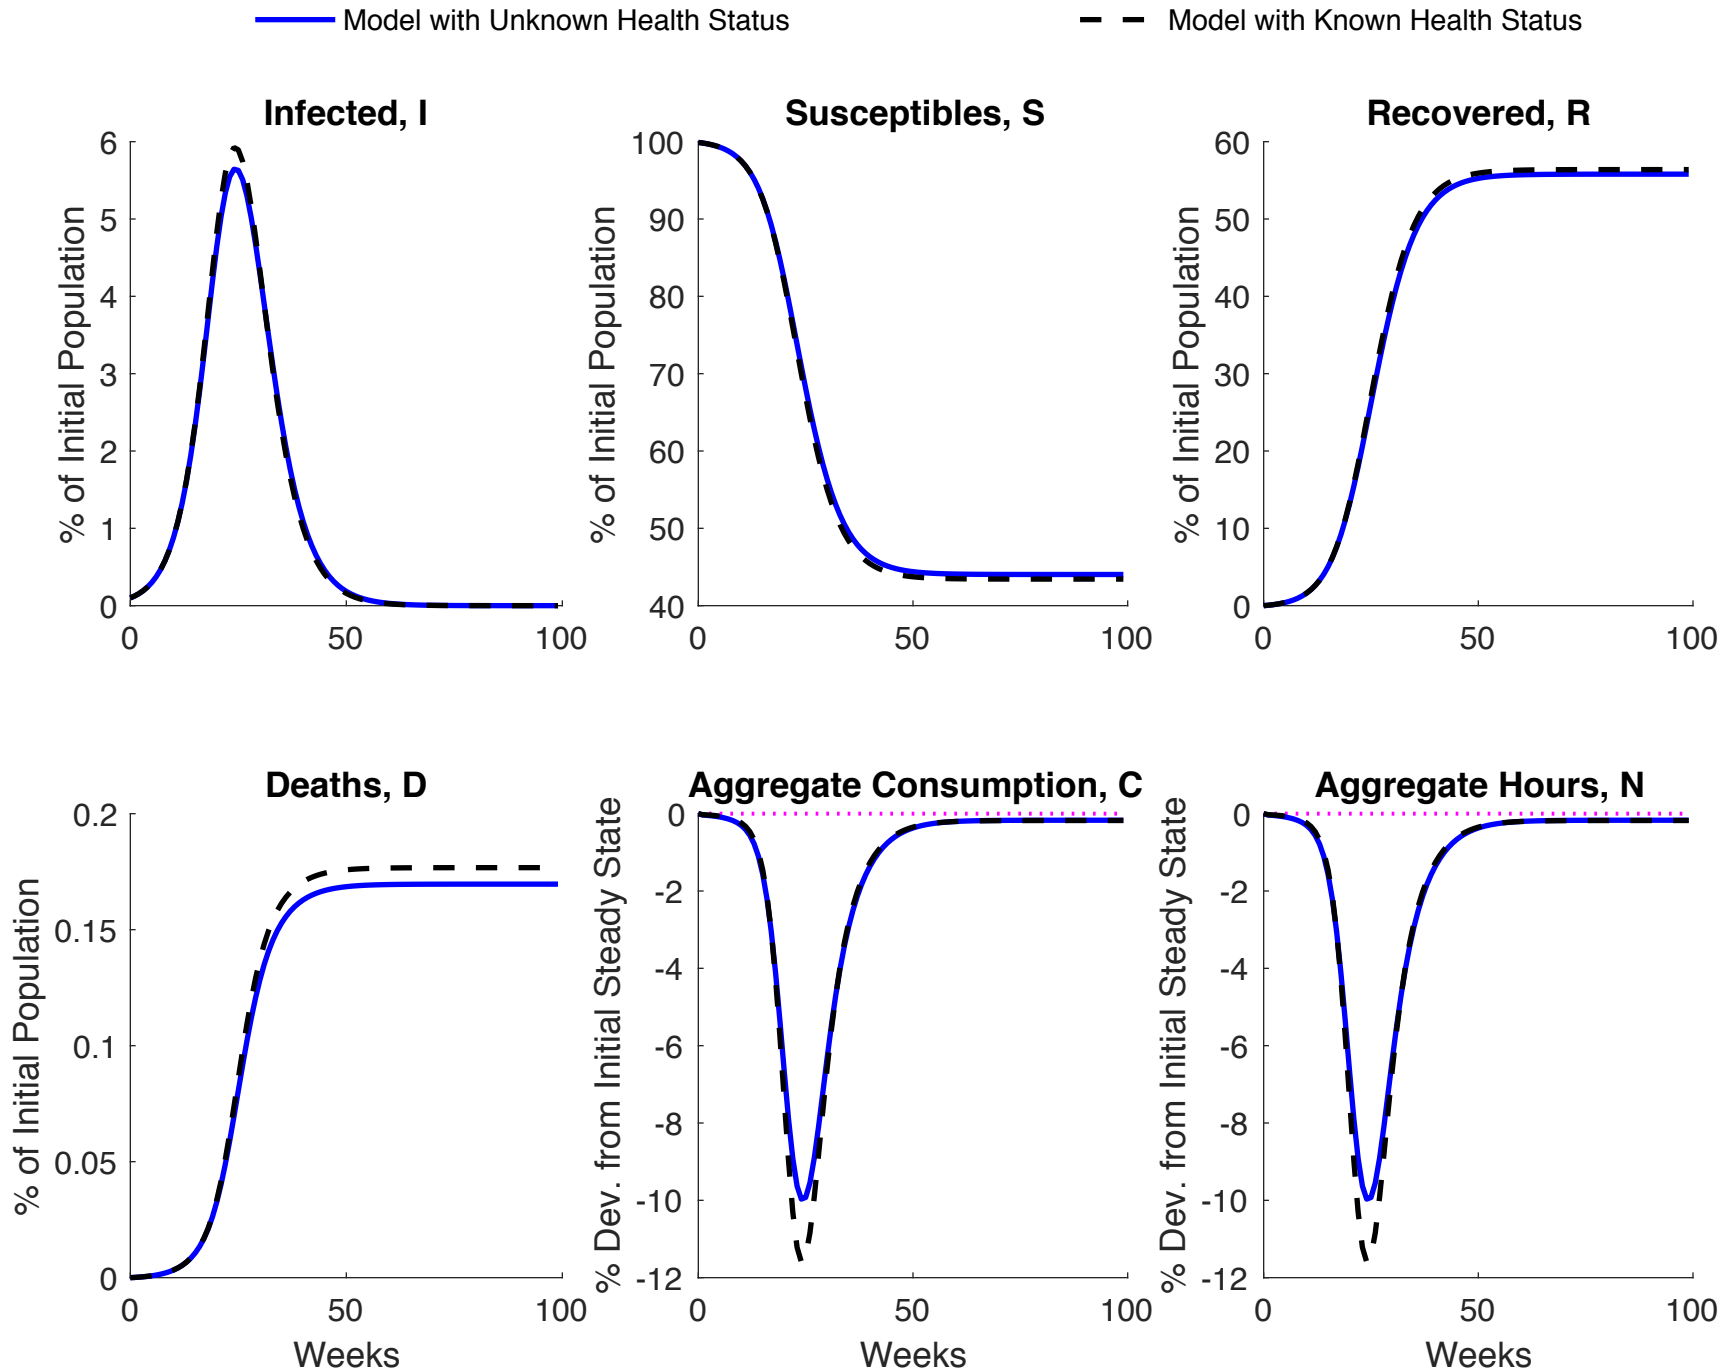 Model with Unknown Health Status
Model with Known Health Status
Infected, I
% of Initial Population
6
5
4
3
2
1
0
0 50 100
Susceptibles, S
% of Initial Population
100
90
80
70
60
50
40
0 50 100
Recovered, R
% of Initial Population
60
50
40
30
20
10
0
0 50 100
Deaths, D
% of Initial Population
0.2
0.15
0.1
0.05
0
0 50 100
Weeks
Aggregate Consumption, C
% Dev. from Initial Steady State
0
-2
-4
-6
-8
-10
-12
0 50 100
Weeks
Aggregate Hours, N
% Dev. from Initial Steady State
0
-2
-4
-6
-8
-10
-12
0 50 100
Weeks